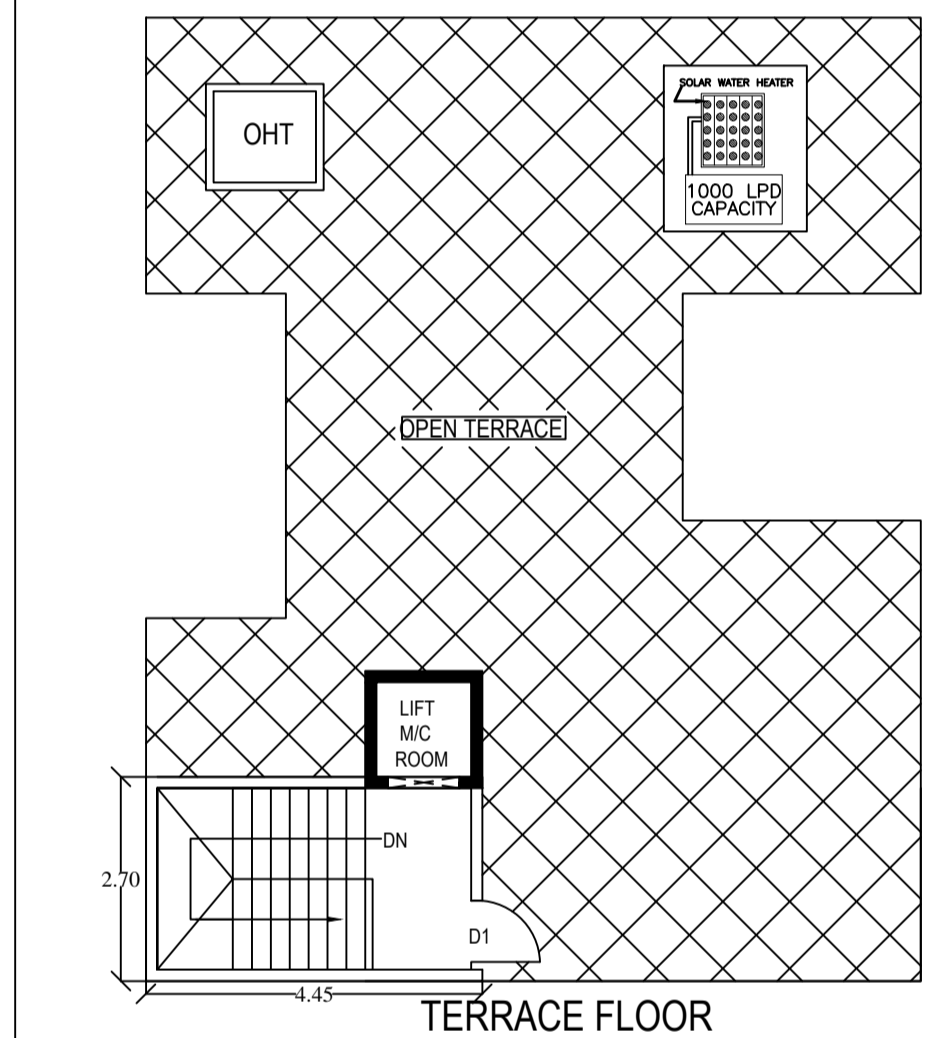 SOLAR WATER HEATER
OHT
1000 LPD
CAPACITY
OPEN TERRACE
LIFT
M/C
ROOM
DN
2.70
D1
4.45
TERRACE FLOOR